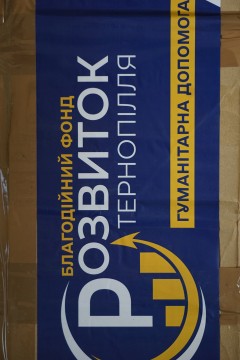 БЛАГОДІЙНИЙ ФОНД
РОЗВИТОК
ТЕРНОПІЛЛЯ
ГУМАНІТАРНА ДОПОМОГА